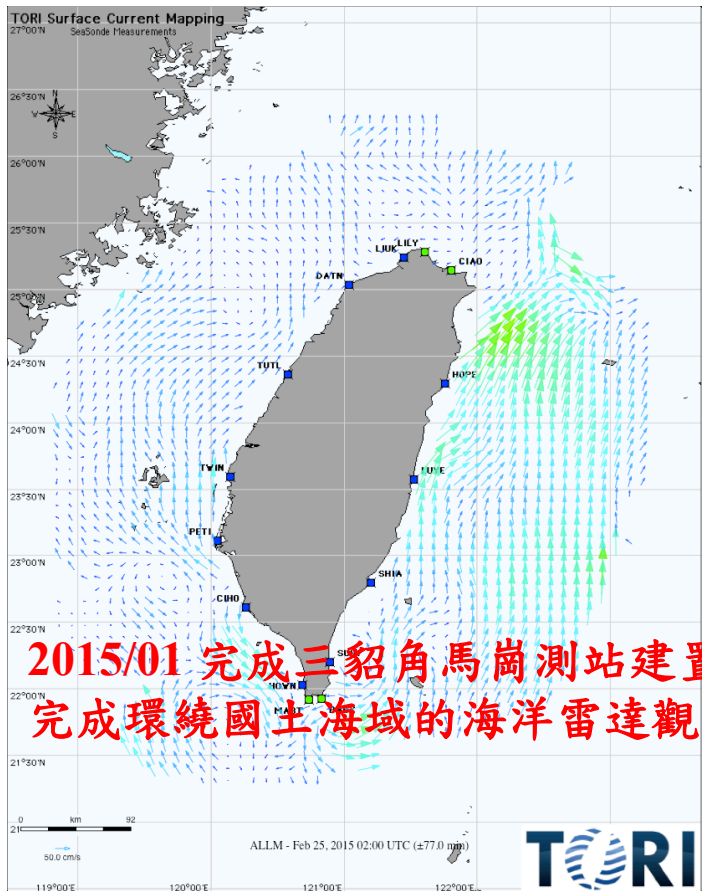 TORI Surface Current Mapping
SeaSonde Measurements
27°00'N
N
W E
S
26°30'N
26°00'N
25°30'N
25°00'N
24°30'N
24°00'N
23°30'N
23°00'N
22°30'N
22°00'N
21°30'N
21
LILY
LIUK
CIAO
DATN
TUTL
HOPE
TWIN
PETI
SHIA
CIHO
2015/01 完成三貂角馬崗測站建置
完成環繞國土海域的海洋雷達觀
0 km 92
50.0 cm/s
ALLM - Feb 25, 2015 02:00 UTC (±77.0 min)
TORI
119°00'E
120°00'E
121°00'E
122°00'E